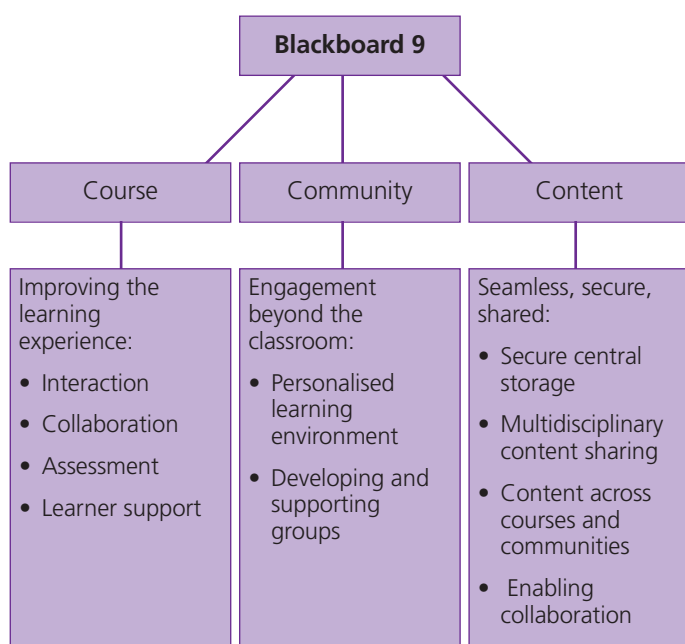 Blackboard 9
Course
Community
Content
Improving the
learning
experience:
• Interaction
• Collaboration
• Assessment
• Learner support
Engagement
beyond the
classroom:
• Personalised
learning
environment
• Developing and
supporting
groups
Seamless, secure,
shared:
• Secure central
storage
• Multidisciplinary
content sharing
• Content across
courses and
communities
• Enabling
collaboration